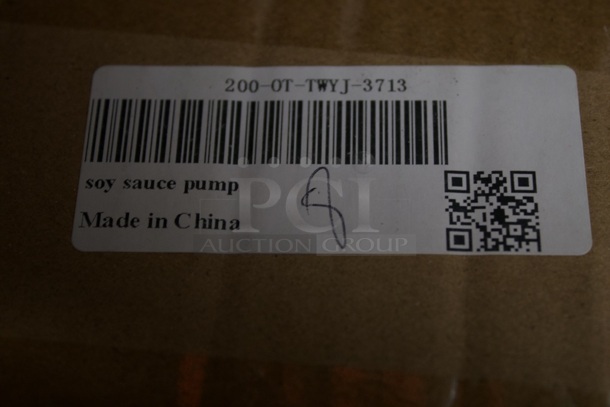 200-OT-TWYJ-3713
soy sauce pump
Made in China
PCI
AUCTION GROUP